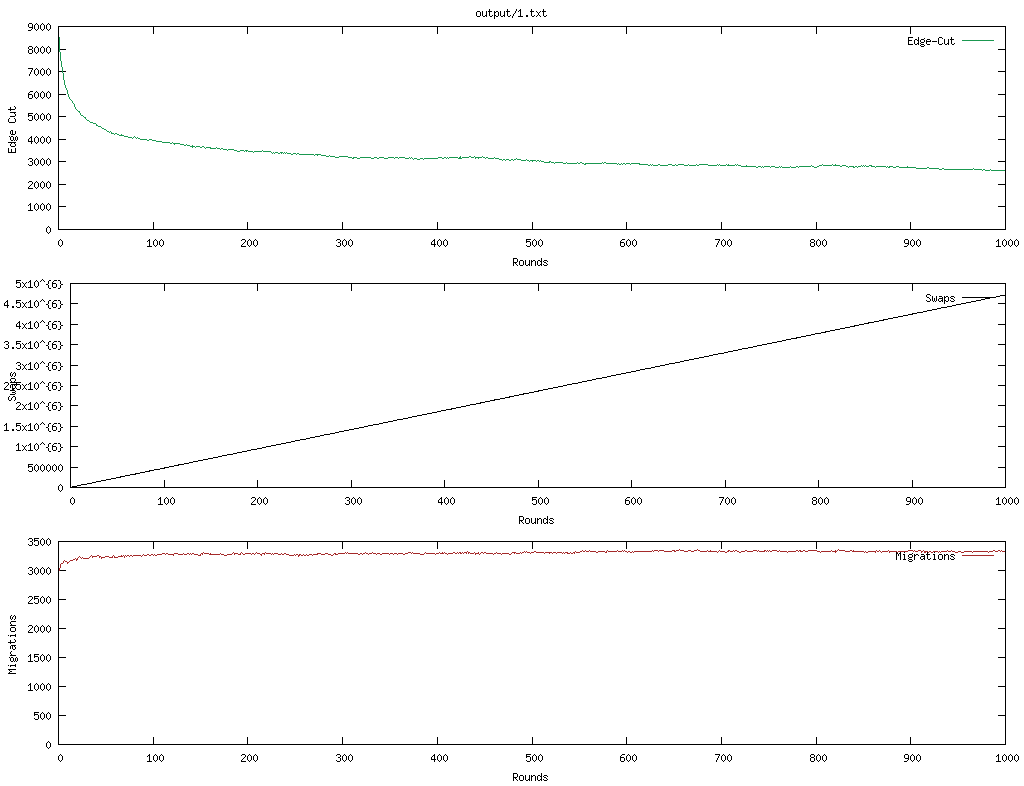 output/1.txt
9000
8000
7000
6000
5000
4000
3000
2000
1000
0
Edge Cut
Edge-Cut
0 100 200 300 400 500 600 700 800 900 1000
Rounds
5x10^{6}
4.5x10^{6}
4x10^{6}
3.5x10^{6}
3x10^{6}
2.5x10^{6}
2x10^{6}
1.5x10^{6}
1x10^{6}
500000
0
Swaps
Swaps
0 100 200 300 400 500 600 700 800 900 1000
Rounds
3500
3000
2500
2000
1500
1000
500
0
Migrations
Migrations
0 100 200 300 400 500 600 700 800 900 1000
Rounds